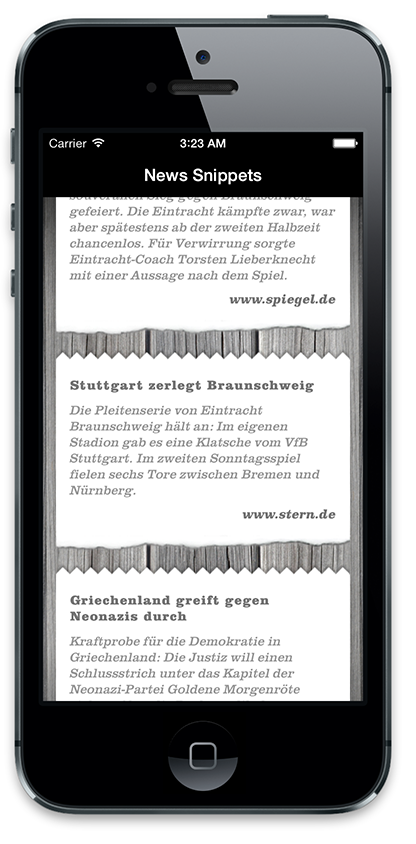 Carrier
3:23 AM
News Snippets
souveränen Sieg gegen Braunschweig
gefeiert. Die Eintracht kämpfte zwar, war
aber spätestens ab der zweiten Halbzeit
chancenlos. Für Verwirrung sorgte
Eintracht-Coach Torsten Lieberknecht
mit einer Aussage nach dem Spiel.
www.spiegel.de
Stuttgart zerlegt Braunschweig
Die Pleitenserie von Eintracht
Braunschweig hält an: Im eigenen
Stadion gab es eine Klatsche vom VfB
Stuttgart. Im zweiten Sonntagsspiel
fielen sechs Tore zwischen Bremen und
Nürnberg.
www.stern.de
Griechenland greift gegen
Neonazis durch
Kraftprobe für die Demokratie in
Griechenland: Die Justiz will einen
Schlussstrich unter das Kapitel der
Neonazi-Partei Goldene Morgenröte